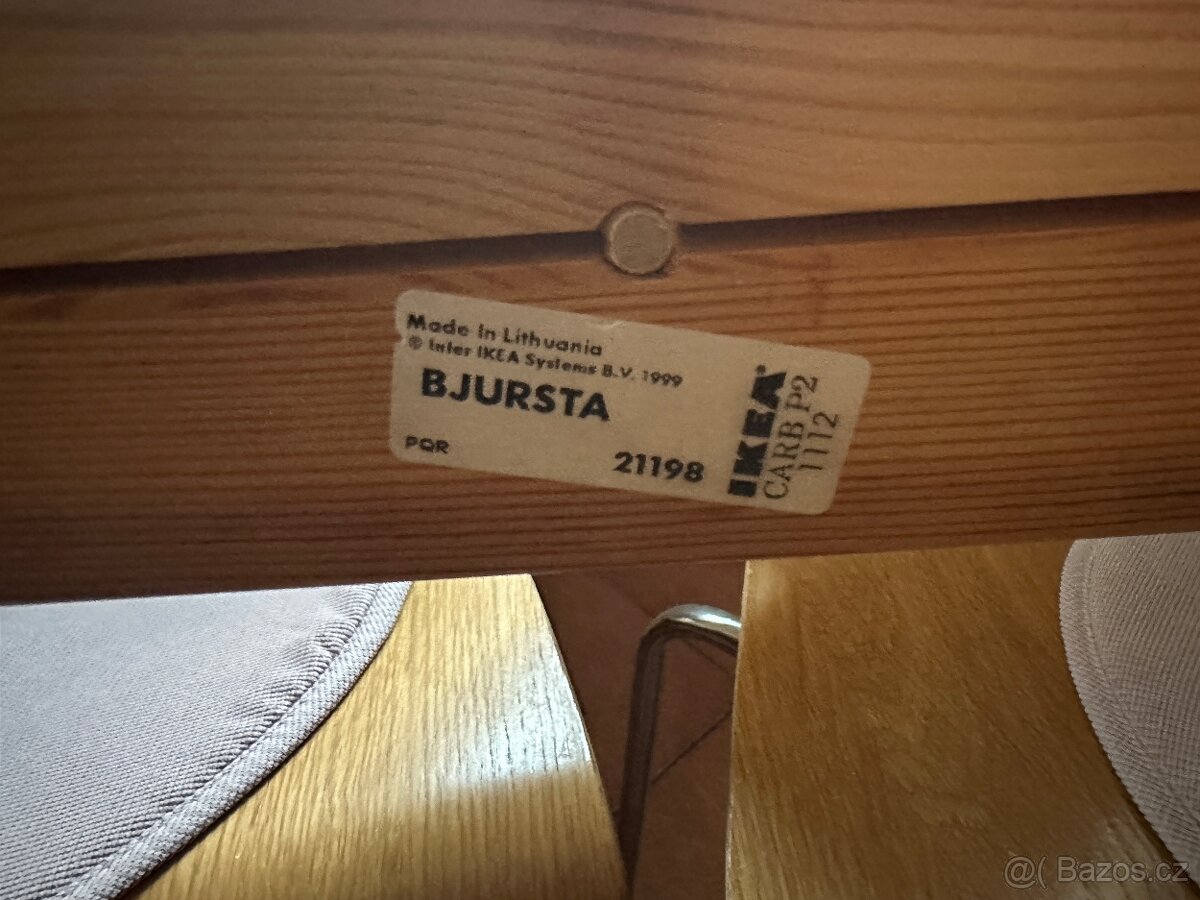 Made in Lithuania
© Inter IKEA Systems B.V. 1999
BJURSTA
PQR
21198
IKEA®
CARB P2
1112
@( Bazos.cz